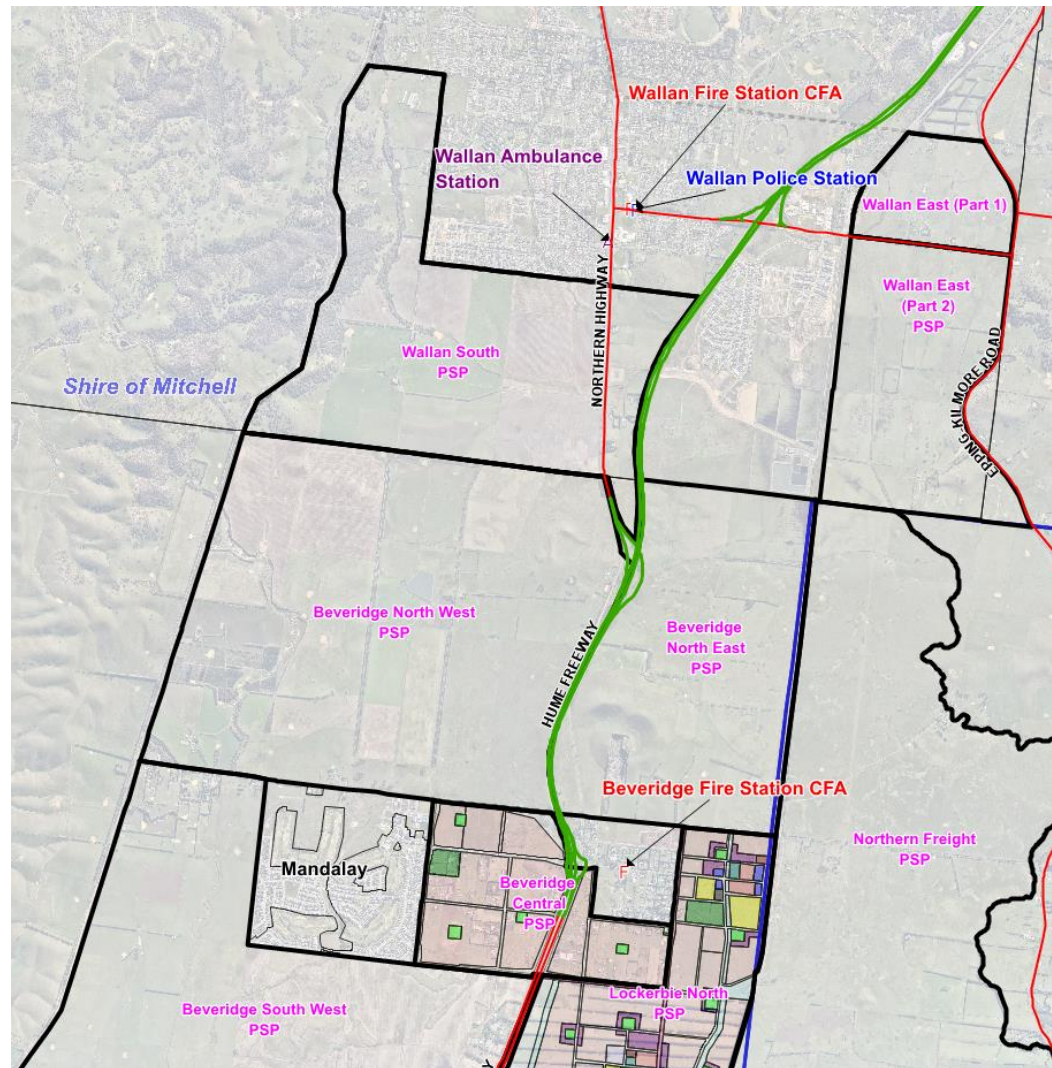 Wallan Fire Station CFA
Wallan Ambulance
Station
Wallan Police Station
Wallan East (Part 1)
Wallan East
(Part 2)
PSP
NORTHERN HIGHWAY
Wallan South
PSP
EPPING-KILMORE ROAD
Shire of Mitchell
Beveridge North West
PSP
Beveridge
North East
PSP
HUME FREEWAY
Beveridge Fire Station CFA
Northern Freight
PSP
Mandalay
F
Beveridge
Central
PSP
Lockerbie North
PSP
Beveridge South West
PSP
Y